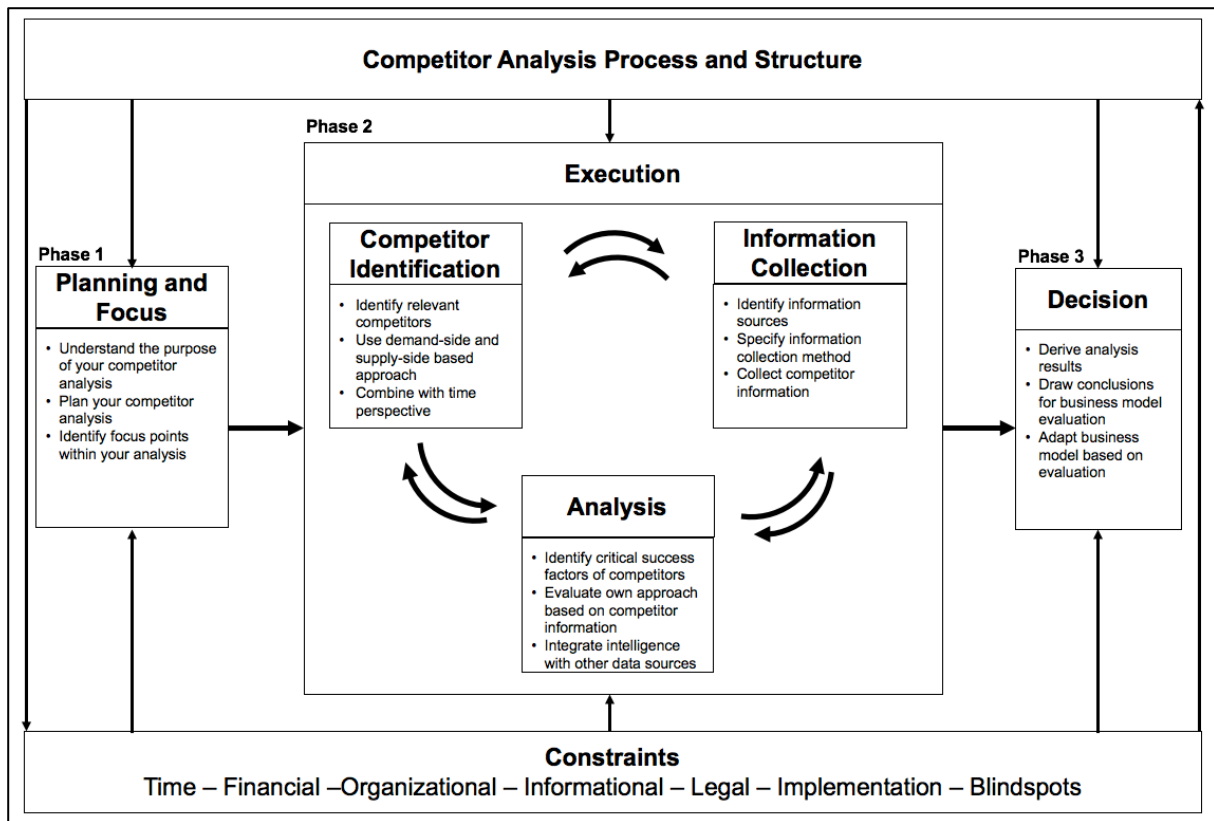 Competitor Analysis Process and Structure
Phase 1
Planning and
Focus
• Understand the purpose
of your competitor
analysis
• Plan your competitor
analysis
• Identify focus points
within your analysis
Phase 2
Execution
Competitor
Identification
• Identify relevant
competitors
• Use demand-side and
supply-side based
approach
• Combine with time
perspective
Information
Collection
• Identify information
sources
• Specify information
collection method
• Collect competitor
information
Analysis
• Identify critical success
factors of competitors
• Evaluate own approach
based on competitor
information
• Integrate intelligence
with other data sources
Phase 3
Decision
• Derive analysis
results
• Draw conclusions
for business model
evaluation
• Adapt business
model based on
evaluation
Constraints
Time – Financial –Organizational – Informational – Legal – Implementation – Blindspots